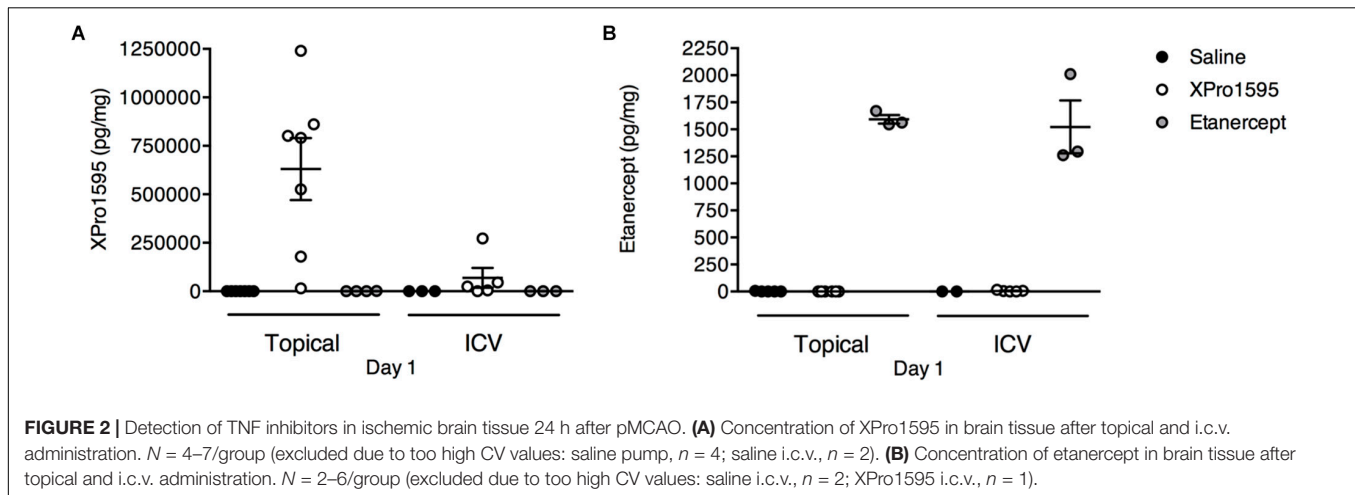 A
XPro1595 (pg/mg)
1250000
1000000
750000
500000
250000
0
Topical
ICV
Day 1
B
Etanercept (pg/mg)
2250
2000
1750
1500
1250
1000
750
500
250
0
Topical
ICV
Day 1
Saline
XPro1595
Etanercept
FIGURE 2 | Detection of TNF inhibitors in ischemic brain tissue 24 h after pMCAO. (A) Concentration of XPro1595 in brain tissue after topical and i.c.v.
administration. N = 4–7/group (excluded due to too high CV values: saline pump, n = 4; saline i.c.v., n = 2). (B) Concentration of etanercept in brain tissue after
topical and i.c.v. administration. N = 2–6/group (excluded due to too high CV values: saline i.c.v., n = 2; XPro1595 i.c.v., n = 1).